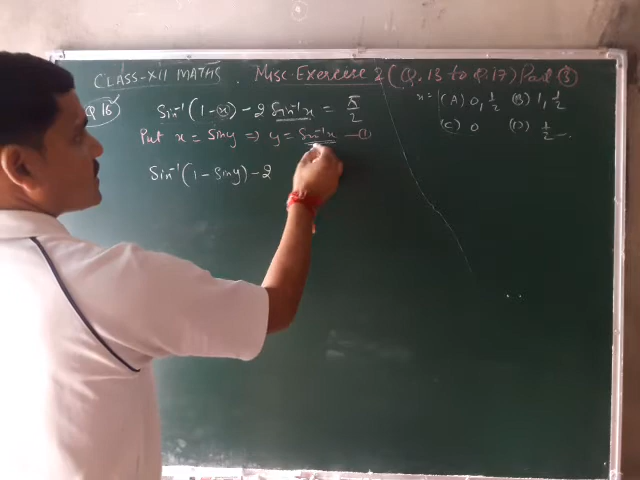 CLASS-XII MATHS. Misc-Exercise 2 (Q.13 to Q.17) Part ③
Q 16 Sin⁻¹(1-x) - 2 Sin⁻¹x = π/2
x = (A) 0, 1/2 (B) 1, 1/2
(C) 0 (D) 1/2
Put x = Siny ⇒ y = Sin⁻¹x —①
Sin⁻¹(1 - Siny) - 2